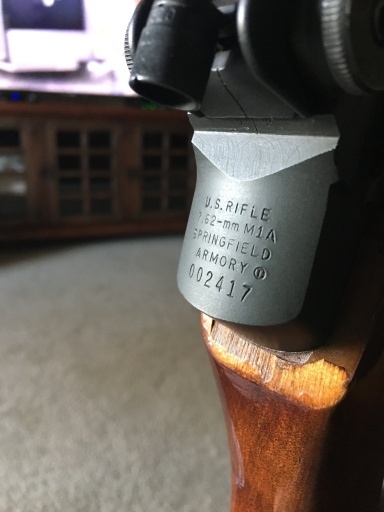 U.S. RIFLE
7.62-mm M1A
SPRINGFIELD
ARMORY ®
002417